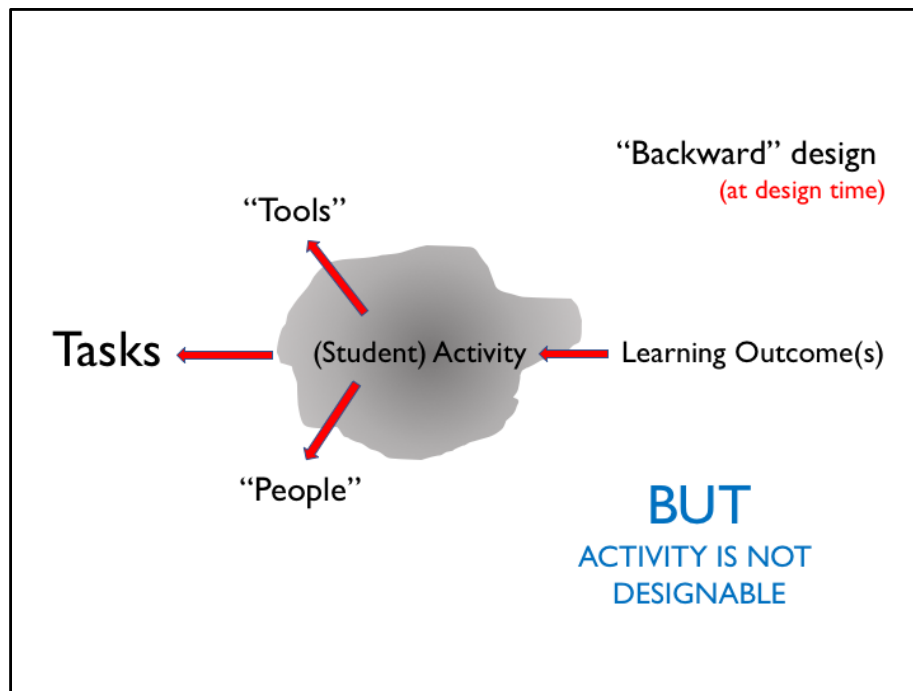 “Backward” design
(at design time)
“Tools”
Tasks
(Student) Activity
Learning Outcome(s)
“People”
BUT
ACTIVITY IS NOT
DESIGNABLE